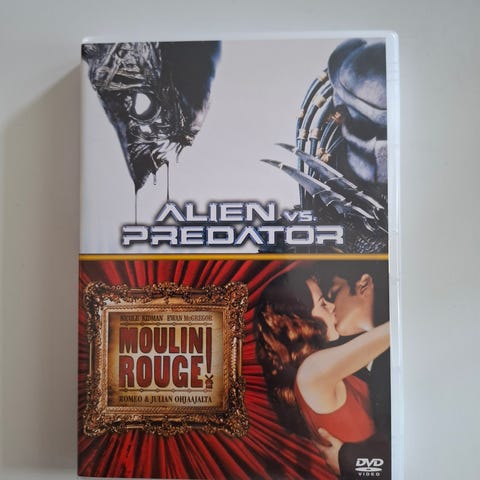 ALIEN VS.
PREDATOR
NICOLE KIDMAN EWAN McGREGOR
MOULIN
ROUGE!
ROMEO & JULIAN OHJAAJALTA
DVD
VIDEO